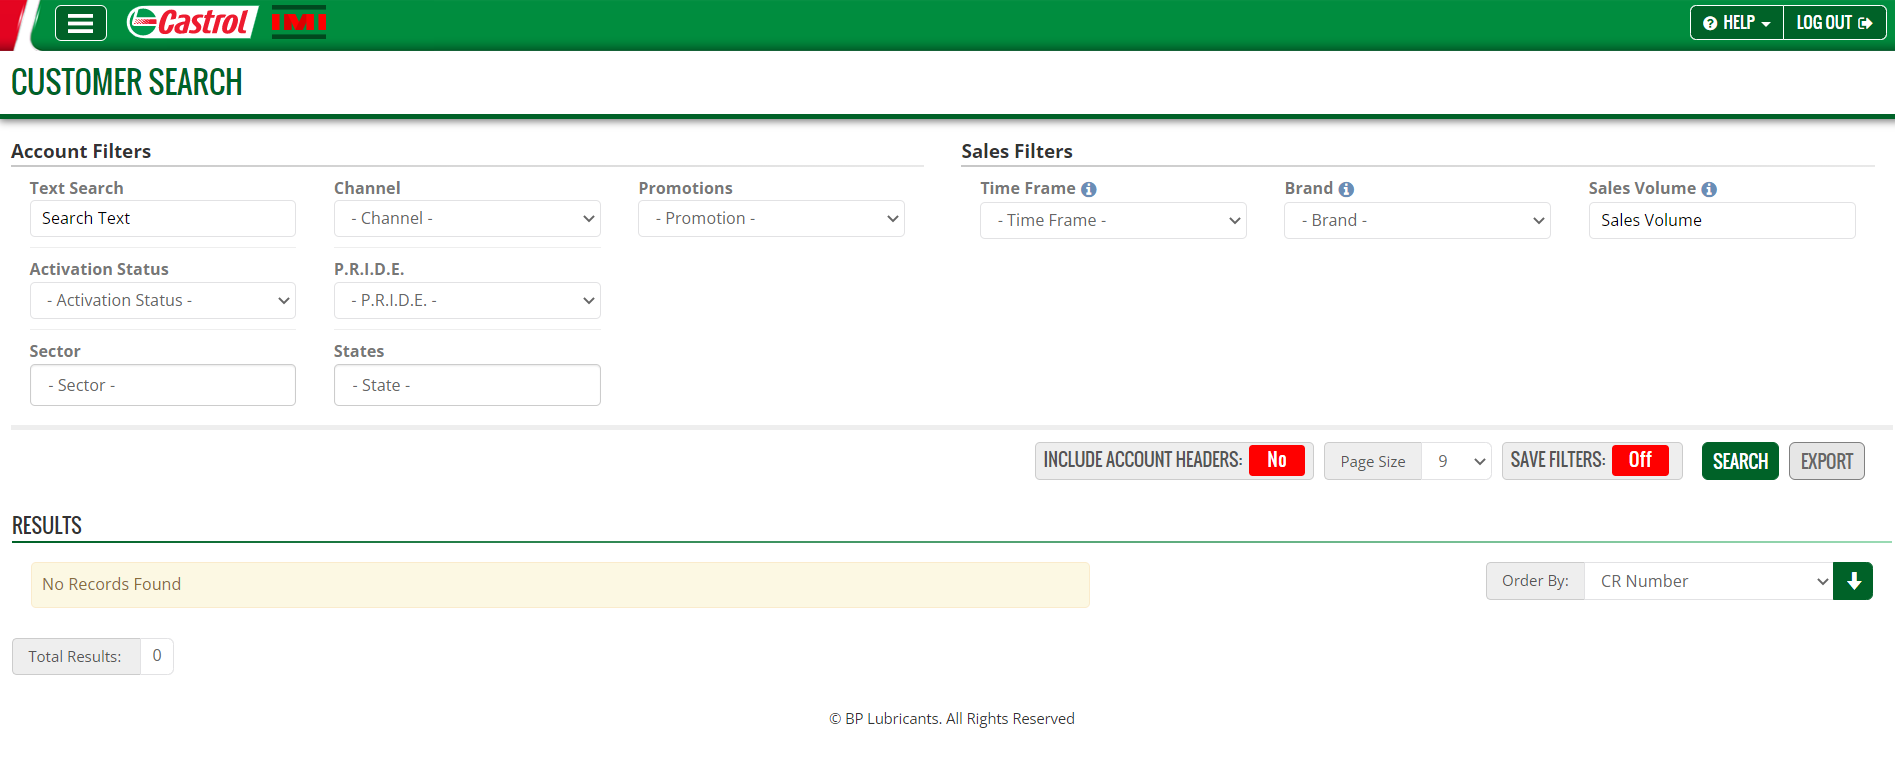 Castrol IMI HELP LOG OUT
CUSTOMER SEARCH
Account Filters
Text Search Channel Promotions
Search Text - Channel - - Promotion -
Activation Status P.R.I.D.E.
- Activation Status - - P.R.I.D.E. -
Sector States
- Sector - - State -
Sales Filters
Time Frame Brand Sales Volume
- Time Frame - - Brand - Sales Volume
INCLUDE ACCOUNT HEADERS: No Page Size 9 SAVE FILTERS: Off SEARCH EXPORT
RESULTS
No Records Found Order By: CR Number
Total Results: 0
© BP Lubricants. All Rights Reserved